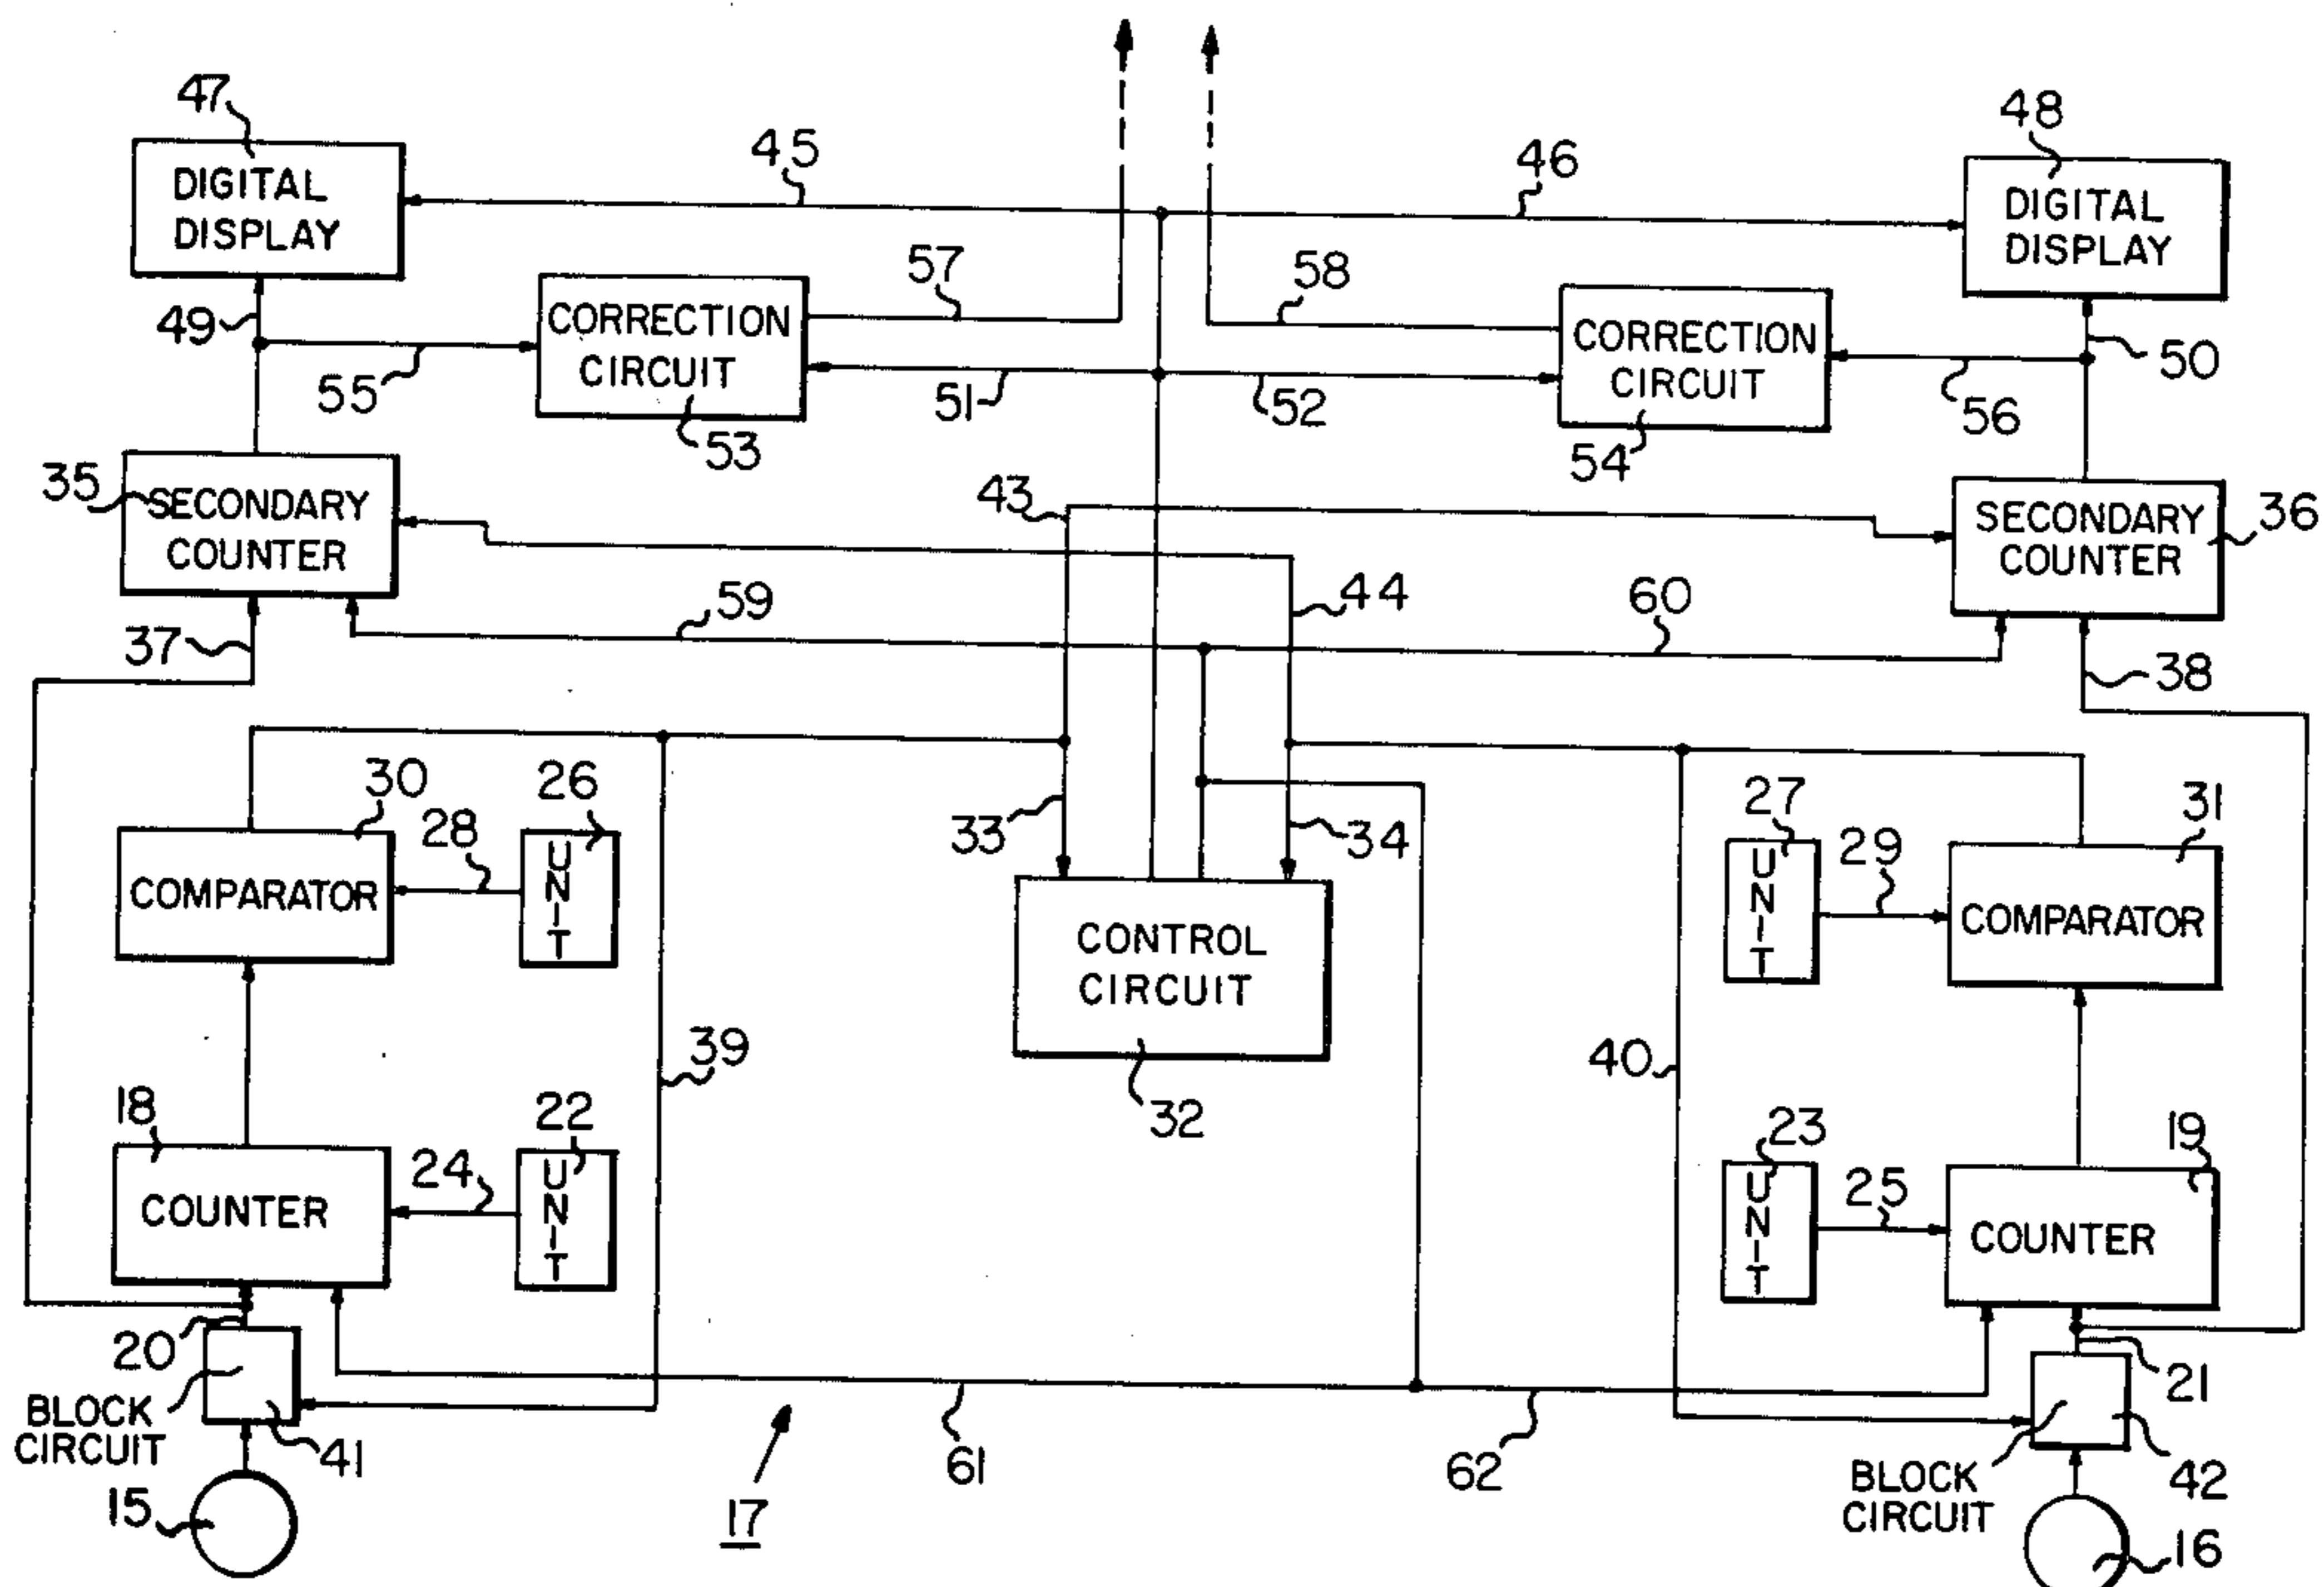 47
45
46
48
DIGITAL
DISPLAY
DIGITAL
DISPLAY
57
58
49
CORRECTION
CIRCUIT
CORRECTION
CIRCUIT
50
55
51
52
56
53
54
35
SECONDARY
COUNTER
43
SECONDARY
COUNTER
36
59
44
60
37
38
30
26
27
31
28
UNIT
33
34
UNIT
29
COMPARATOR
CONTROL
CIRCUIT
COMPARATOR
39
40
32
18
22
23
19
24
UNIT
UNIT
25
COUNTER
COUNTER
20
21
BLOCK
CIRCUIT
41
61
62
BLOCK
CIRCUIT
42
15
17
16